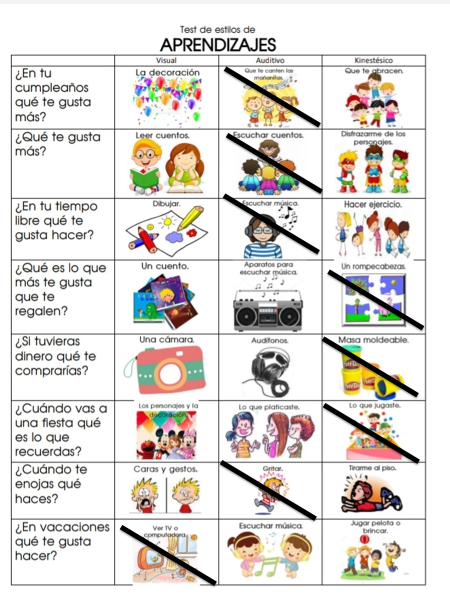 Test de estilos de
APRENDIZAJES
Visual Auditivo Kinestésico
¿En tu cumpleaños qué te gusta más?
La decoración
Que te canten las mañanitas.
Que te abracen.
¿Qué te gusta más?
Leer cuentos.
Escuchar cuentos.
Disfrazarme de los personajes.
¿En tu tiempo libre qué te gusta hacer?
Dibujar.
Escuchar música.
Hacer ejercicio.
¿Qué es lo que más te gusta que te regalen?
Un cuento.
Aparatos para escuchar música.
Un rompecabezas.
¿Si tuvieras dinero qué te comprarías?
Una cámara.
Audífonos.
Masa moldeable.
¿Cuándo vas a una fiesta qué es lo que recuerdas?
Los personajes y la decoración
Lo que platicaste.
Lo que jugaste.
¿Cuándo te enojas qué haces?
Caras y gestos.
Gritar.
Tirarme al piso.
¿En vacaciones qué te gusta hacer?
Ver TV o computadora.
Escuchar música.
Jugar pelota o brincar.